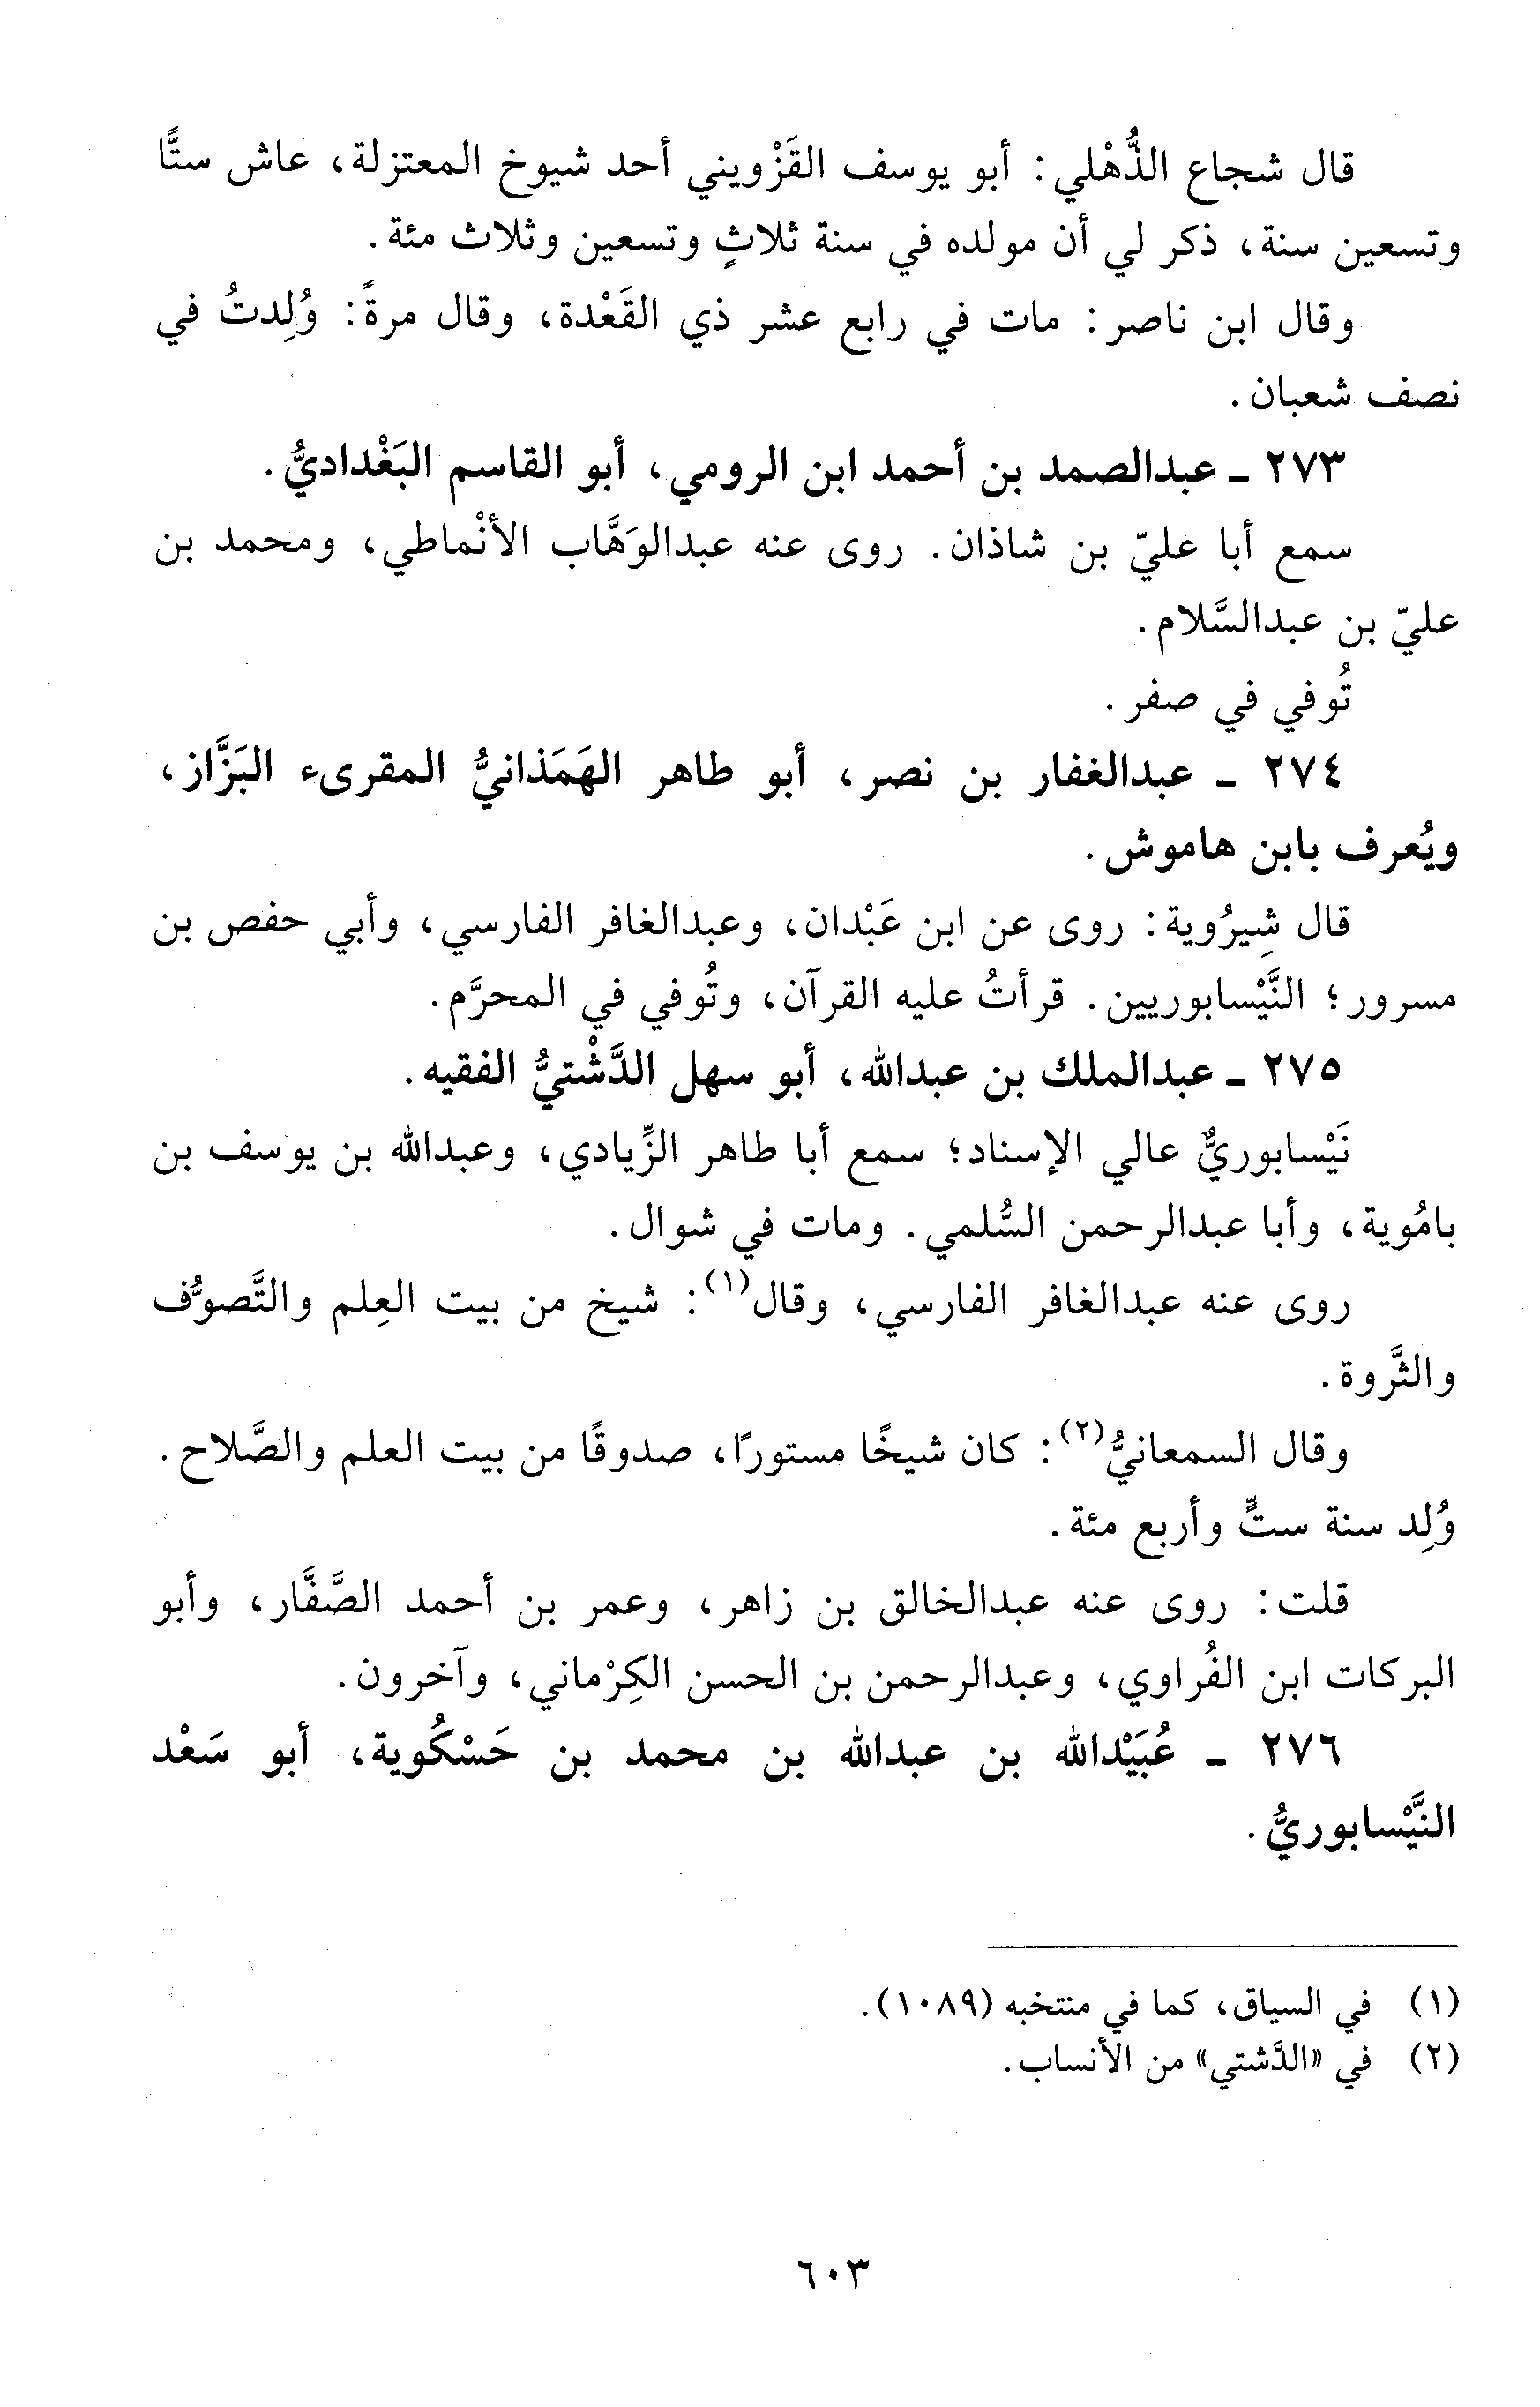 قال شجاع الذُّهْلي: أبو يوسف القَزْويني أحد شيوخ المعتزلة، عاش ستًّا
وتسعين سنة، ذكر لي أن مولده في سنة ثلاثٍ وتسعين وثلاث مئة.
وقال ابن ناصر: مات في رابع عشر ذي القَعْدة، وقال مرةً: وُلِدتُ في
نصف شعبان.
٢٧٣ ـ عبدالصمد بن أحمد ابن الرومي، أبو القاسم البَغْداديُّ.
سمع أبا عليّ بن شاذان. روى عنه عبدالوَهَّاب الأنْماطي، ومحمد بن
عليّ بن عبدالسَّلام.
تُوفي في صفر.
٢٧٤ ـ عبدالغفار بن نصر، أبو طاهر الهَمَذانيُّ المقرىء البَزَّاز،
ويُعرف بابن هاموش.
قال شِيرُوية: روى عن ابن عَبْدان، وعبدالغافر الفارسي، وأبي حفص بن
مسرور؛ النَّيْسابوريين. قرأتُ عليه القرآن، وتُوفي في المحرَّم.
٢٧٥ ـ عبدالملك بن عبدالله، أبو سهل الدَّشْتيُّ الفقيه.
نَيْسابوريٌّ عالي الإسناد؛ سمع أبا طاهر الزِّيادي، وعبدالله بن يوسف بن
بامُوية، وأبا عبدالرحمن السُّلمي. ومات في شوال.
روى عنه عبدالغافر الفارسي، وقال(١): شيخ من بيت العِلم والتَّصوُّف
والثَّروة.
وقال السمعانيُّ(٢): كان شيخًا مستورًا، صدوقًا من بيت العلم والصَّلاح.
وُلِد سنة ستٍّ وأربع مئة.
قلت: روى عنه عبدالخالق بن زاهر، وعمر بن أحمد الصَّفَّار، وأبو
البركات ابن الفُراوي، وعبدالرحمن بن الحسن الكِرْماني، وآخرون.
٢٧٦ ـ عُبَيْدالله بن عبدالله بن محمد بن حَسْكُوية، أبو سَعْد
النَّيْسابوريُّ.
(١) في السياق، كما في منتخبه (١٠٨٩).
(٢) في «الدَّشتي» من الأنساب.
٦٠٣